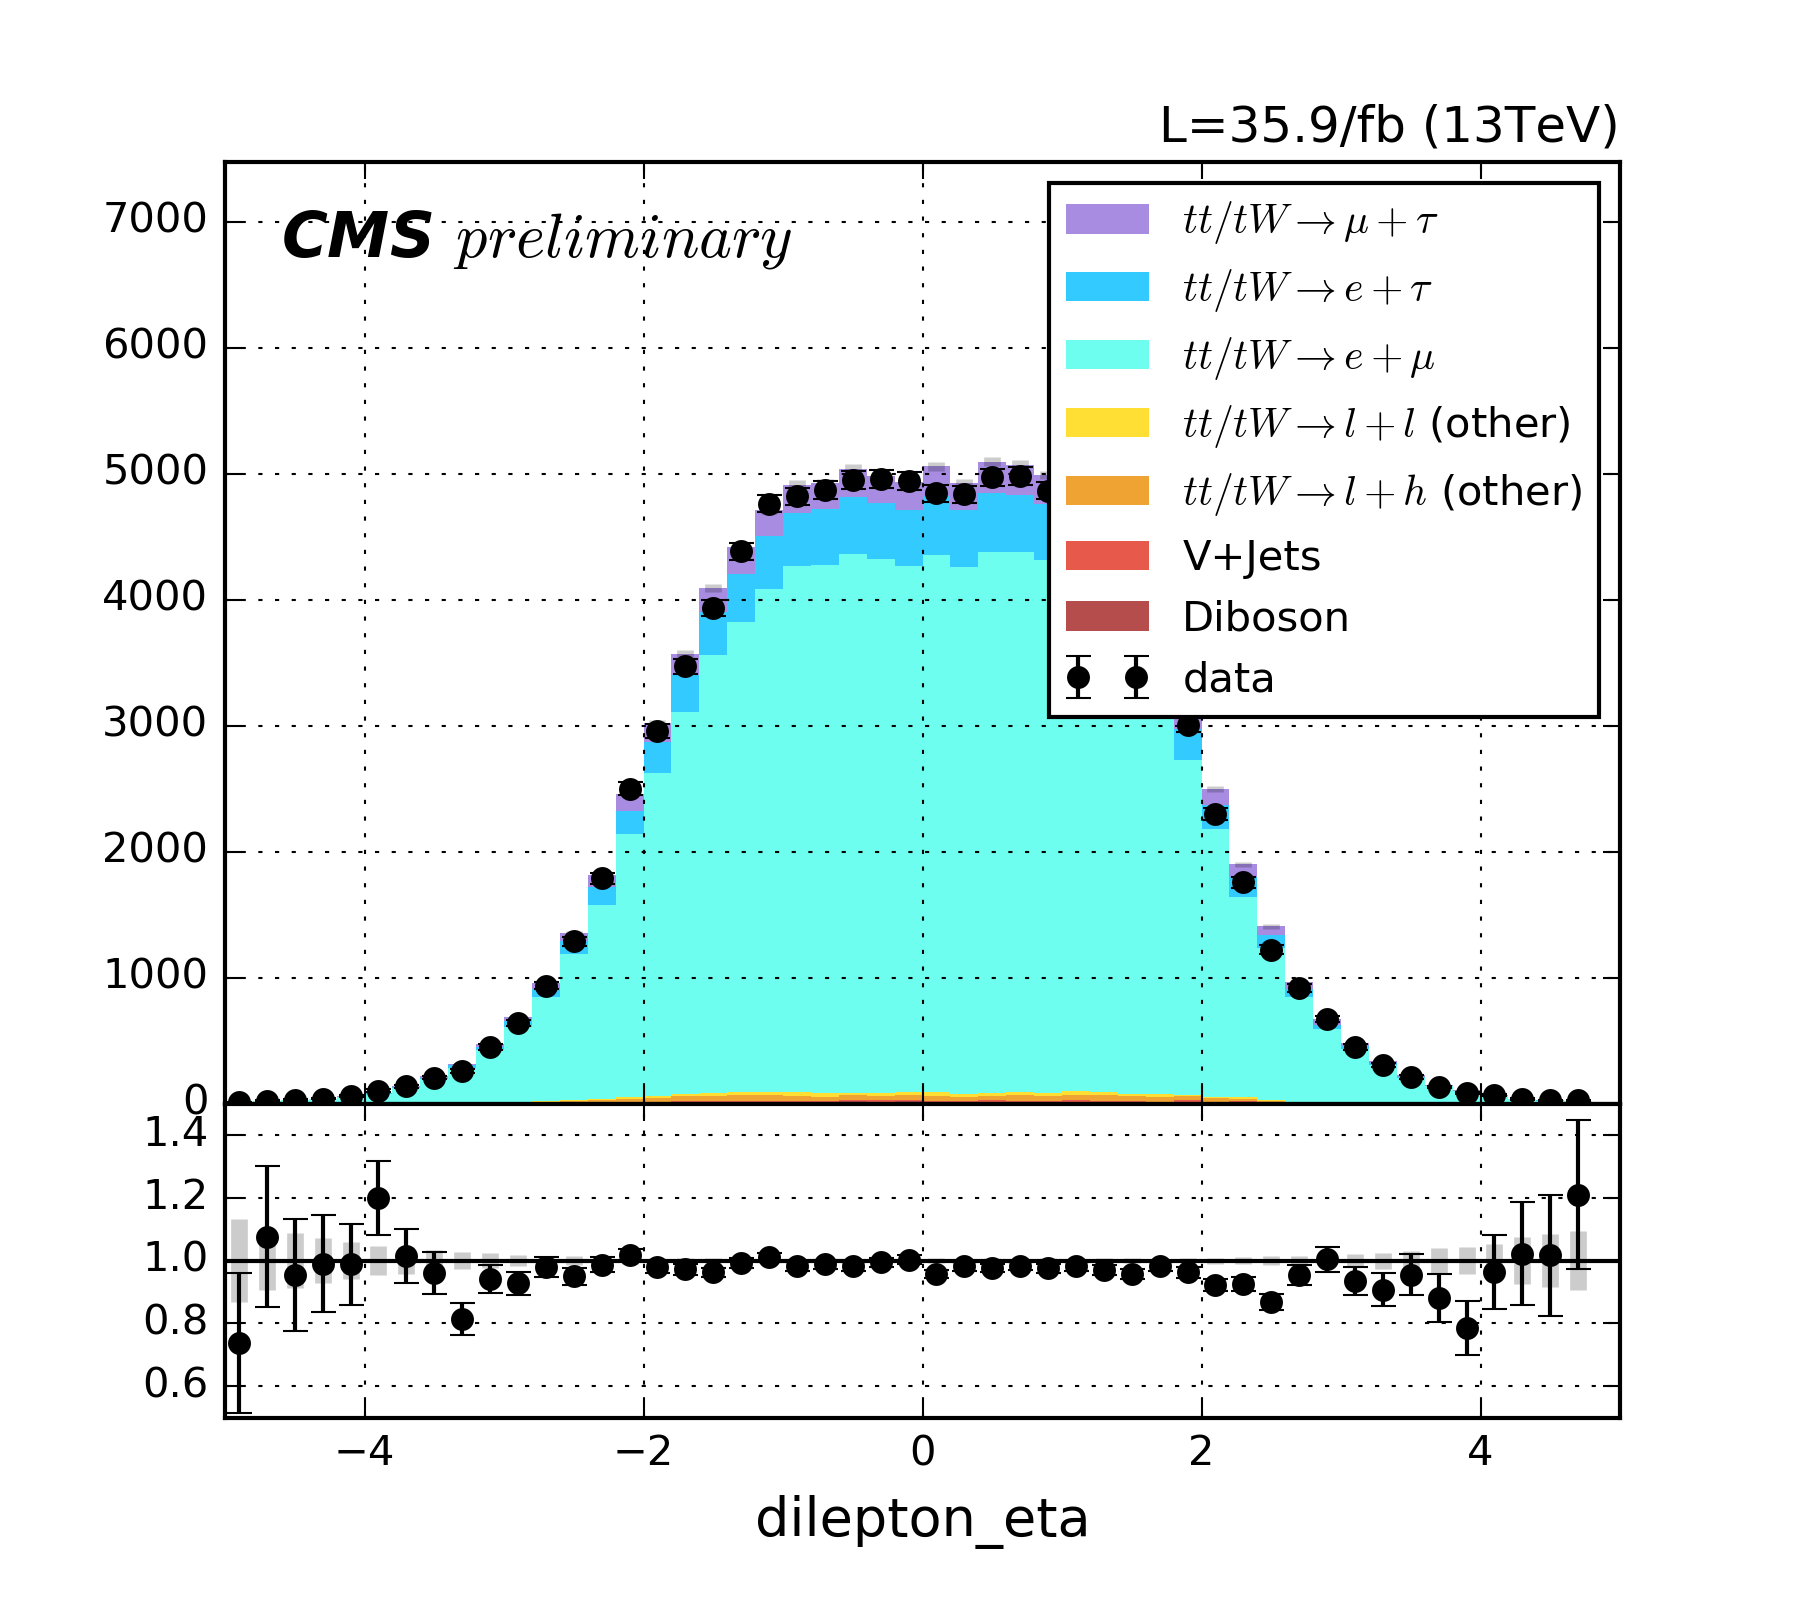 L=35.9/fb (13TeV)
CMS preliminary
7000
6000
5000
4000
3000
2000
1000
0
tt/tW→μ+τ
tt/tW→e+τ
tt/tW→e+μ
tt/tW→l+l (other)
tt/tW→l+h (other)
V+Jets
Diboson
data
1.4
1.2
1.0
0.8
0.6
−4 −2 0 2 4
dilepton_eta